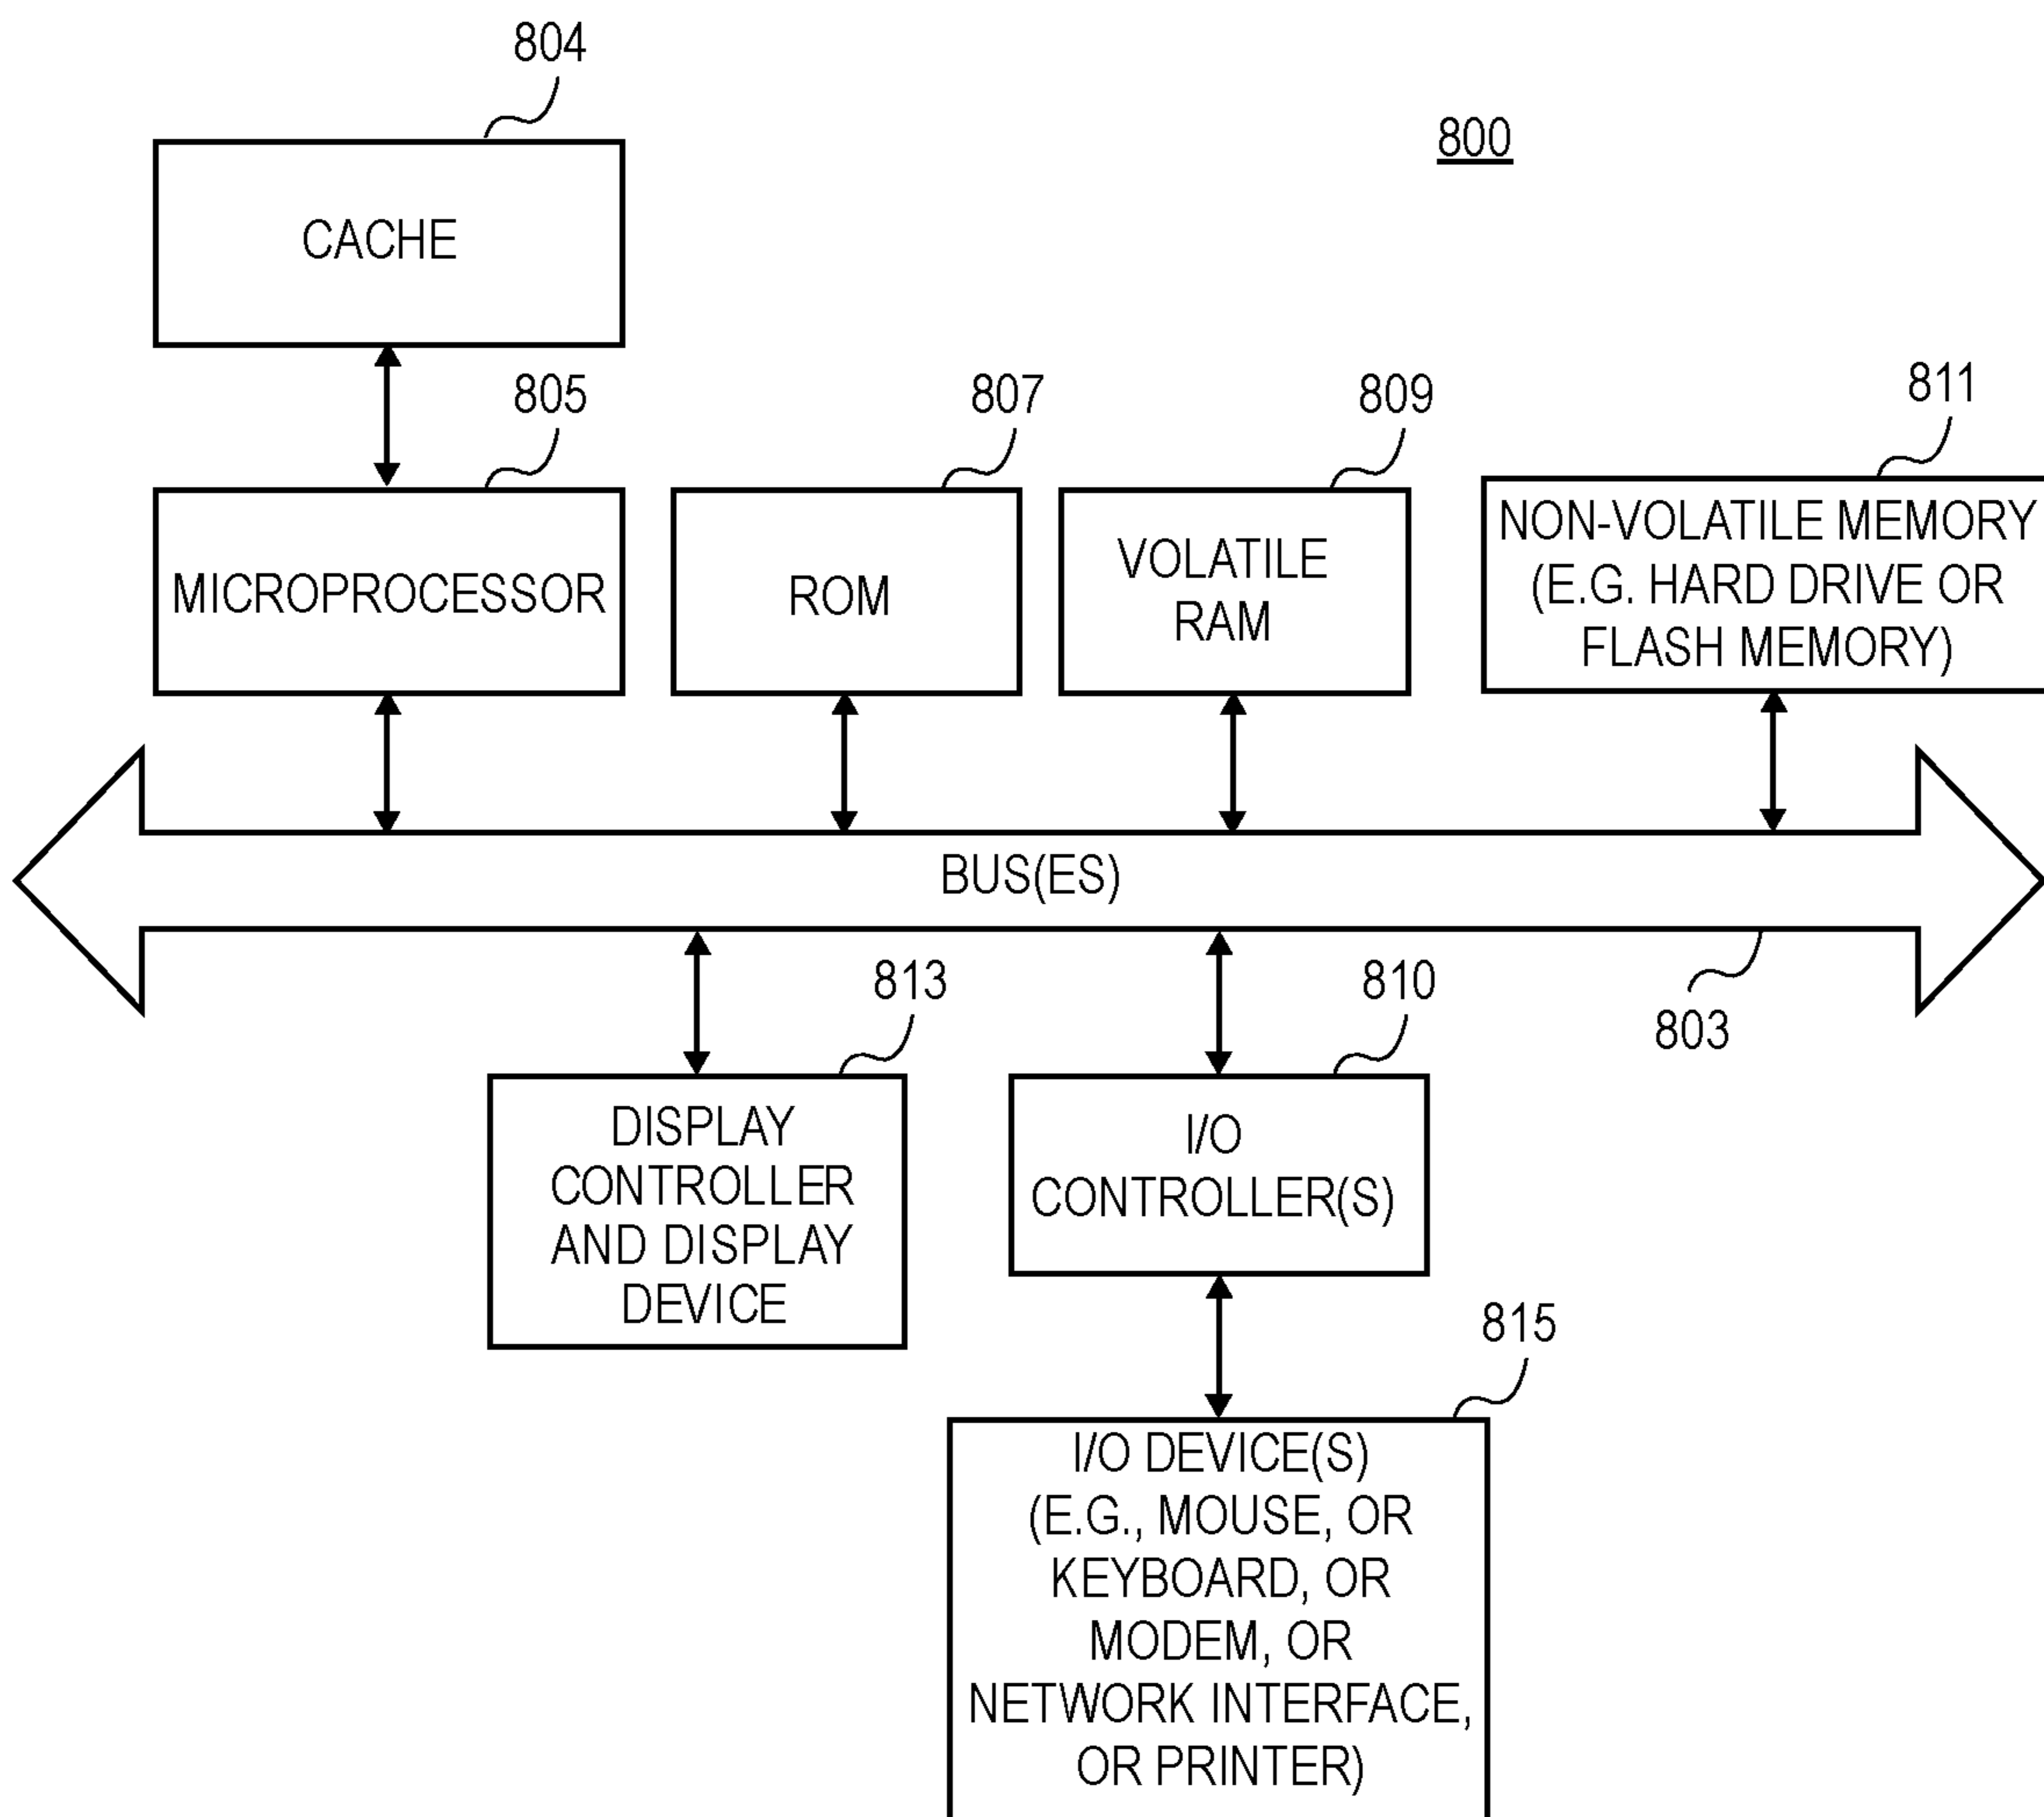 804
800
CACHE
805
807
809
811
MICROPROCESSOR
ROM
VOLATILE
RAM
NON-VOLATILE MEMORY
(E.G. HARD DRIVE OR
FLASH MEMORY)
BUS(ES)
813
810
803
DISPLAY
CONTROLLER
AND DISPLAY
DEVICE
I/O
CONTROLLER(S)
815
I/O DEVICE(S)
(E.G., MOUSE, OR
KEYBOARD, OR
MODEM, OR
NETWORK INTERFACE,
OR PRINTER)